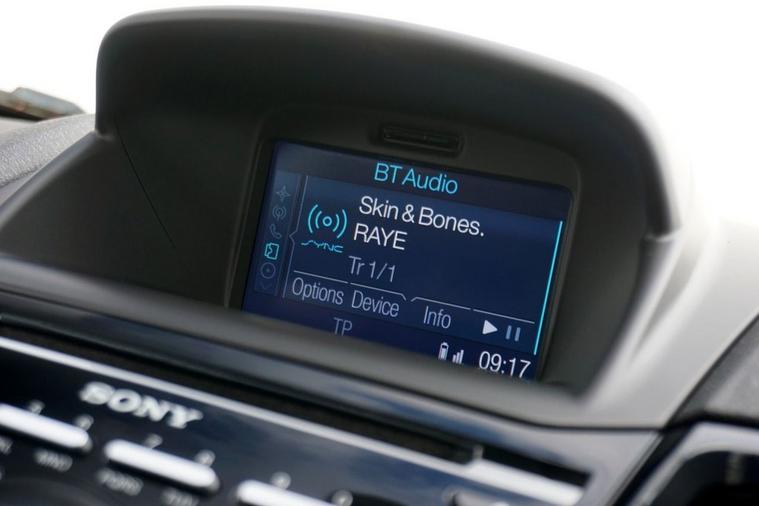 BT Audio
Skin & Bones.
RAYE
SYNC
Tr 1/1
Options Device Info
TP
09:17
SONY